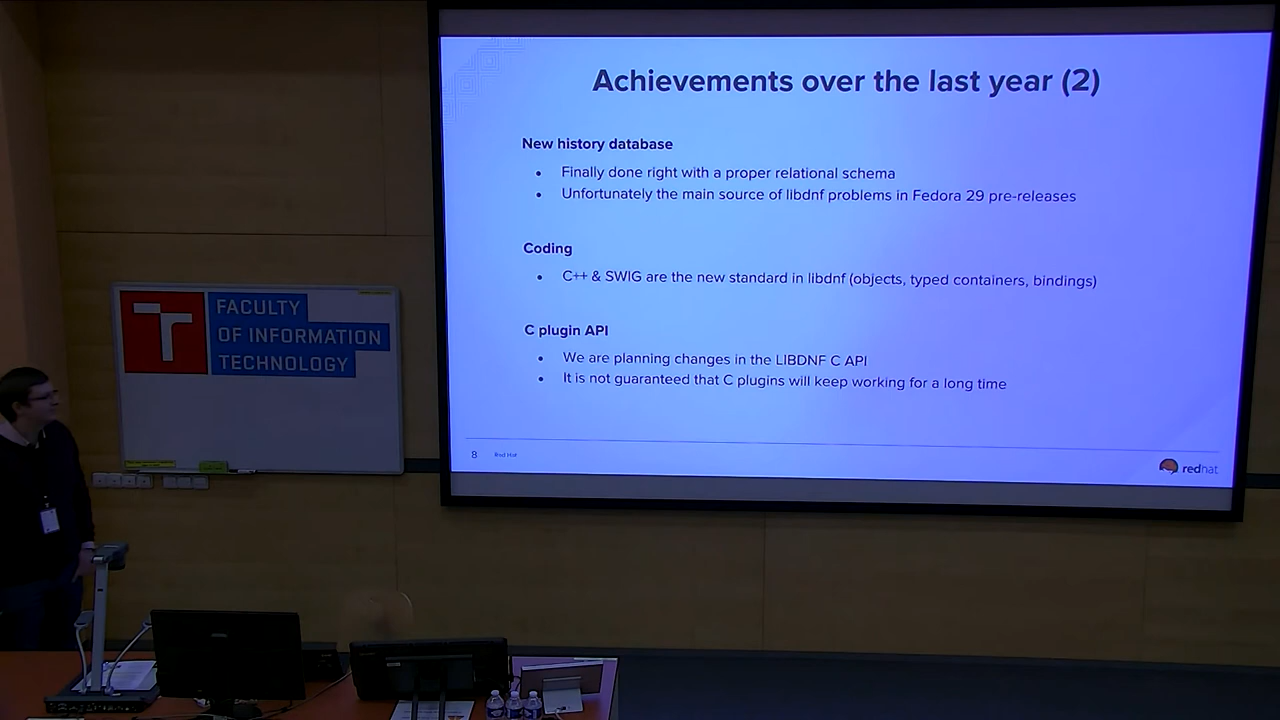 Achievements over the last year (2)
New history database
• Finally done right with a proper relational schema
• Unfortunately the main source of libdnf problems in Fedora 29 pre-releases
Coding
• C++ & SWIG are the new standard in libdnf (objects, typed containers, bindings)
C plugin API
• We are planning changes in the LIBDNF C API
• It is not guaranteed that C plugins will keep working for a long time
8 Red Hat
redhat
T FACULTY
OF INFORMATION
TECHNOLOGY